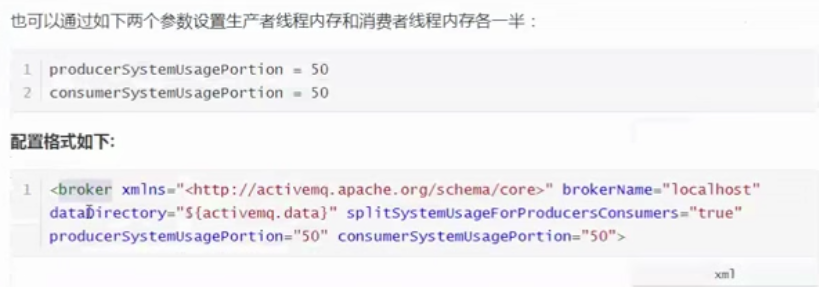 也可以通过如下两个参数设置生产者线程内存和消费者线程内存各一半：
1 producerSystemUsagePortion = 50
2 consumerSystemUsagePortion = 50
配置格式如下:
1 <broker xmlns="<http://activemq.apache.org/schema/core>" brokerName="localhost"
dataDirectory="${activemq.data}" splitSystemUsageForProducersConsumers="true"
producerSystemUsagePortion="50" consumerSystemUsagePortion="50">
xml